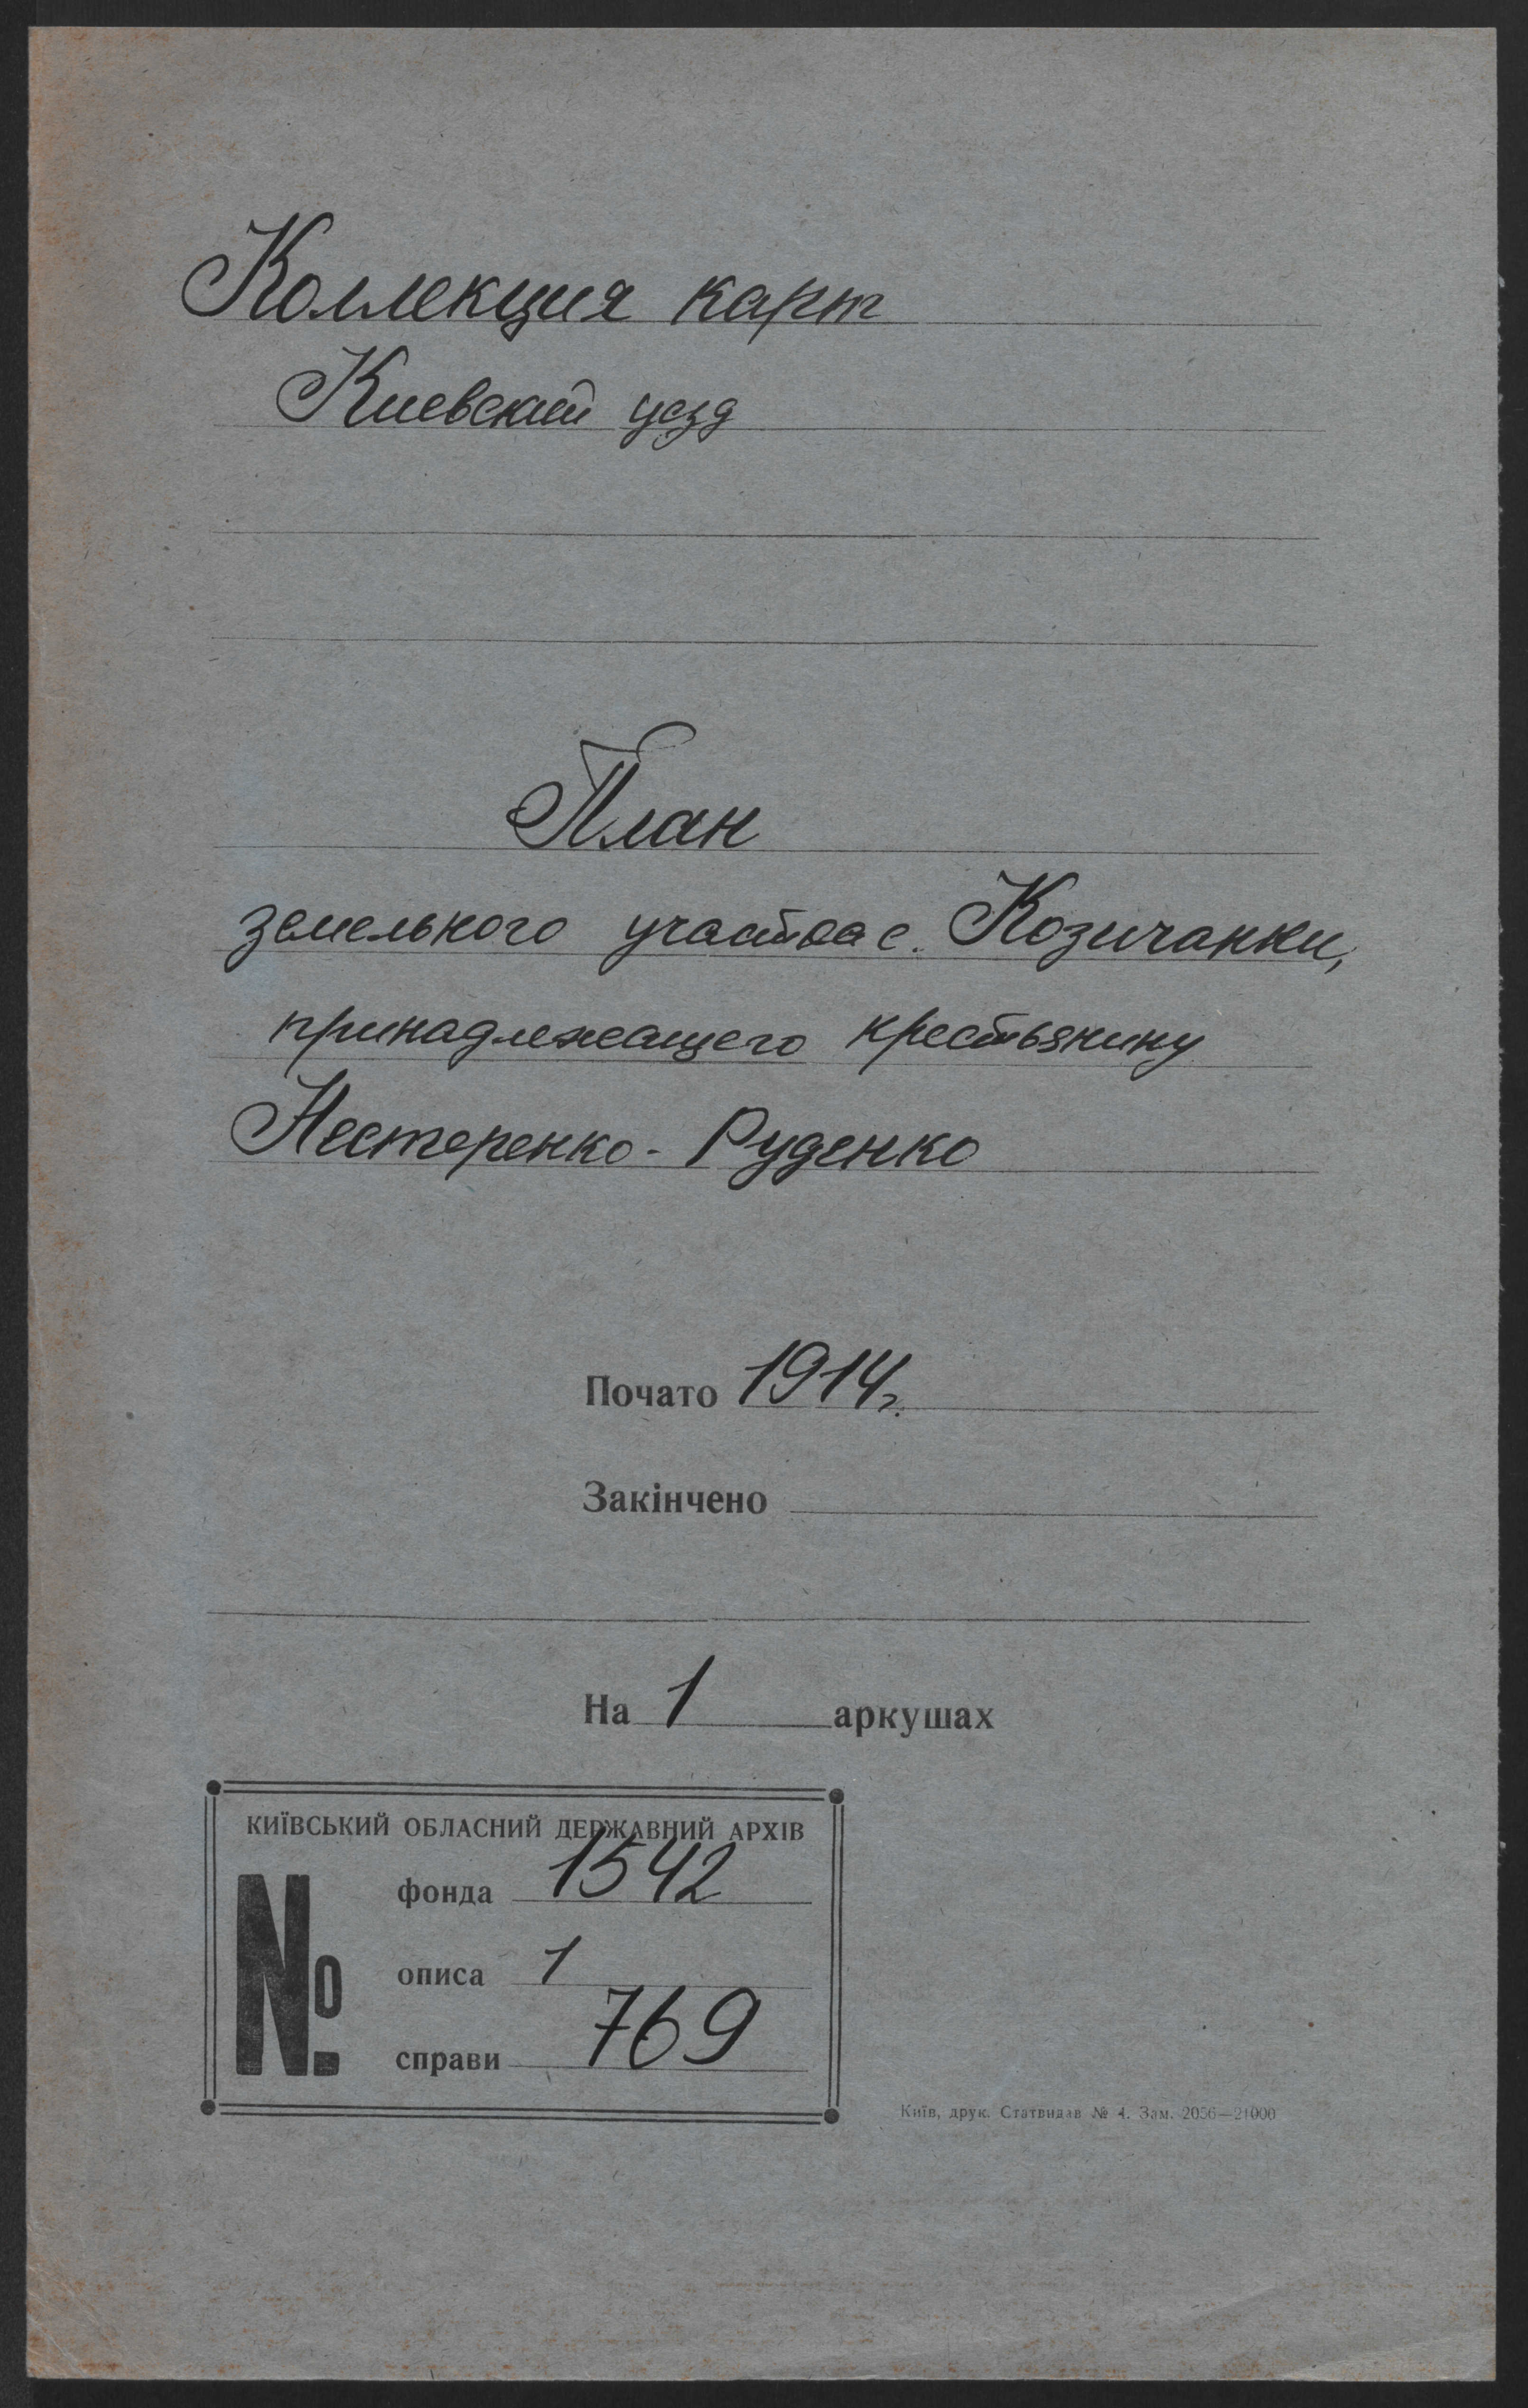 Коллекция карт
Киевский уезд
План
земельного участка с. Козичанки,
принадлежащего крестьянину
Нестеренко - Руденко
Почато 1914 г.
Закінчено
На 1 аркушах
КИЇВСЬКИЙ ОБЛАСНИЙ ДЕРЖАВНИЙ АРХІВ
№
фонда 1542
описа 1
справи 769
Київ, друк. Статвидав № 4. Зам. 2056—21000